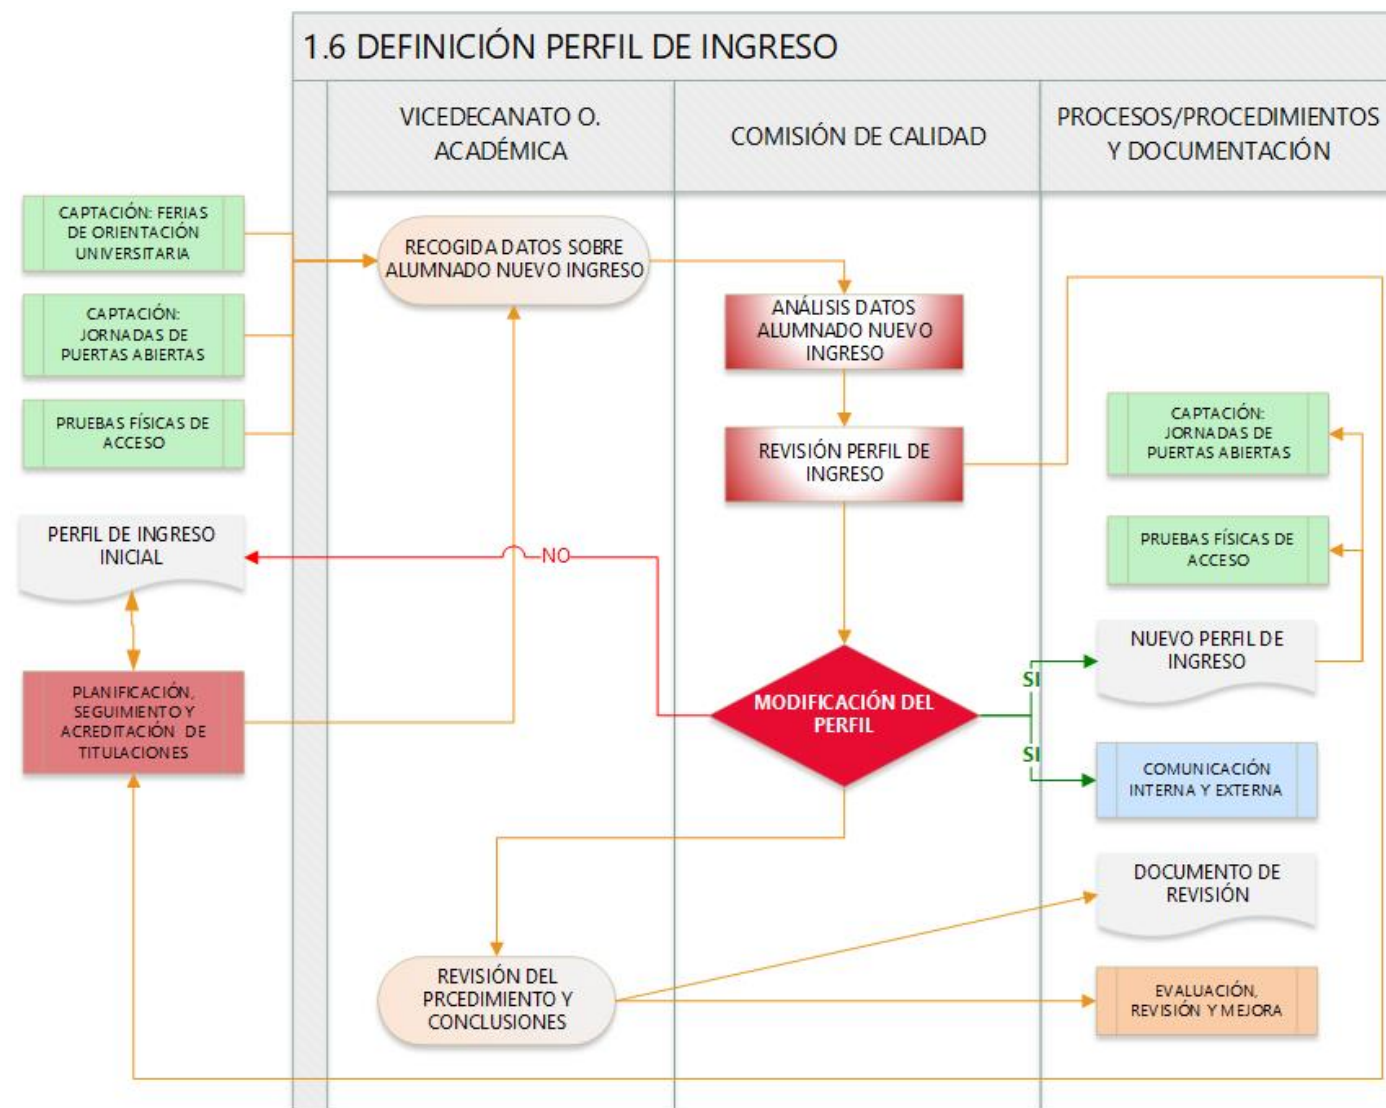 1.6 DEFINICIÓN PERFIL DE INGRESO
VICEDECANATO O.
ACADÉMICA
COMISIÓN DE CALIDAD
PROCESOS/PROCEDIMIENTOS
Y DOCUMENTACIÓN
CAPTACIÓN: FERIAS
DE ORIENTACIÓN
UNIVERSITARIA
CAPTACIÓN:
JORNADAS DE
PUERTAS ABIERTAS
PRUEBAS FÍSICAS DE
ACCESO
PERFIL DE INGRESO
INICIAL
PLANIFICACIÓN,
SEGUIMIENTO Y
ACREDITACIÓN DE
TITULACIONES
RECOGIDA DATOS SOBRE
ALUMNADO NUEVO INGRESO
ANÁLISIS DATOS
ALUMNADO NUEVO
INGRESO
REVISIÓN PERFIL DE
INGRESO
NO
MODIFICACIÓN DEL
PERFIL
SI
SI
CAPTACIÓN:
JORNADAS DE
PUERTAS ABIERTAS
PRUEBAS FÍSICAS DE
ACCESO
NUEVO PERFIL DE
INGRESO
COMUNICACIÓN
INTERNA Y EXTERNA
DOCUMENTO DE
REVISIÓN
REVISIÓN DEL
PRCEDIMIENTO Y
CONCLUSIONES
EVALUACIÓN,
REVISIÓN Y MEJORA